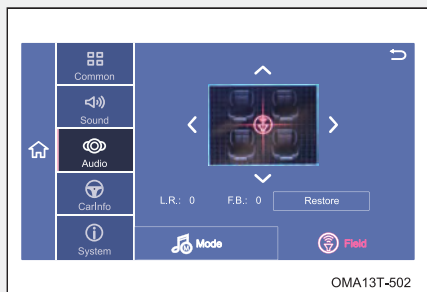 Common
Sound
Audio
CarInfo
System
L.R.: 0 F.B.: 0 Restore
Mode Field
OMA13T-502